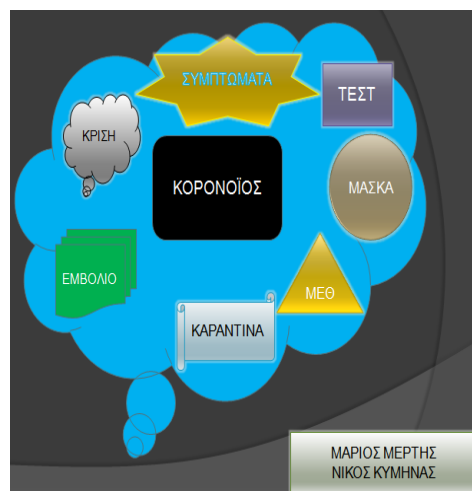 ΣΥΜΠΤΩΜΑΤΑ
ΤΕΣΤ
ΚΡΙΣΗ
ΚΟΡΟΝΟΪΟΣ
ΜΑΣΚΑ
ΕΜΒΟΛΙΟ
ΜΕΘ
ΚΑΡΑΝΤΙΝΑ
ΜΑΡΙΟΣ ΜΕΡΤΗΣ
ΝΙΚΟΣ ΚΥΜΗΝΑΣ